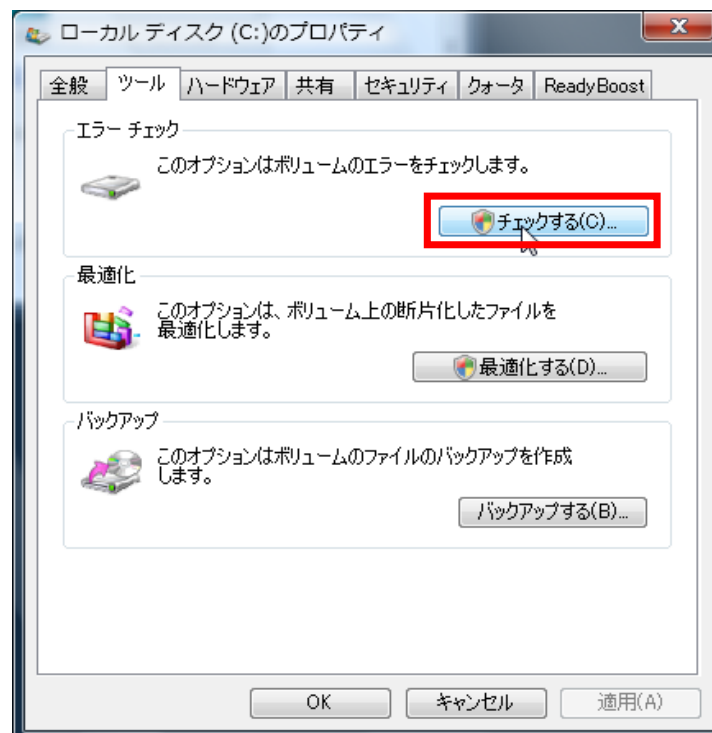 ローカル ディスク (C:)のプロパティ
全般 ツール ハードウェア 共有 セキュリティ クォータ ReadyBoost
エラー チェック
このオプションはボリュームのエラーをチェックします。
チェックする(C)...
最適化
このオプションは、ボリューム上の断片化したファイルを
最適化します。
最適化する(D)...
バックアップ
このオプションはボリュームのファイルのバックアップを作成
します。
バックアップする(B)...
OK キャンセル 適用(A)